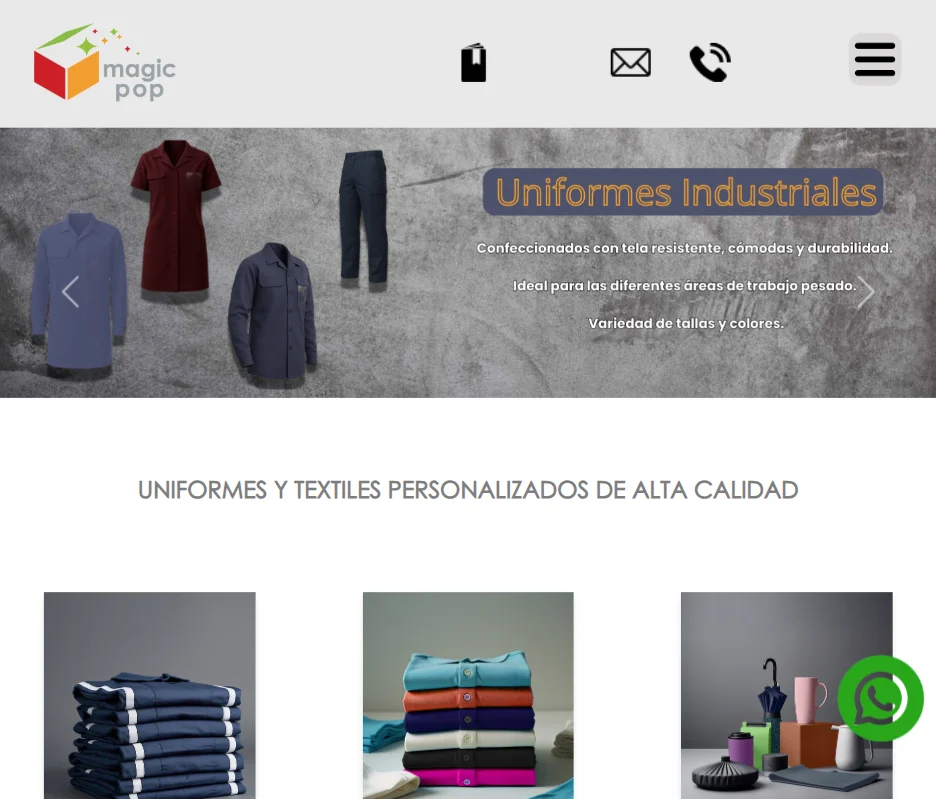 magic
pop
Uniformes Industriales
Confeccionados con tela resistente, cómodas y durabilidad.
Ideal para las diferentes áreas de trabajo pesado.
Variedad de tallas y colores.
UNIFORMES Y TEXTILES PERSONALIZADOS DE ALTA CALIDAD